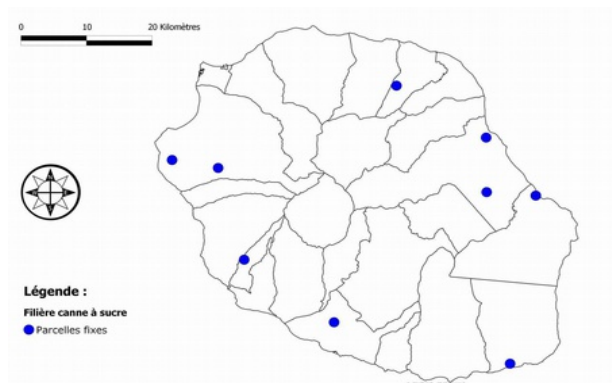 0 10 20 Kilomètres
Légende :
Filière canne à sucre
Parcelles fixes